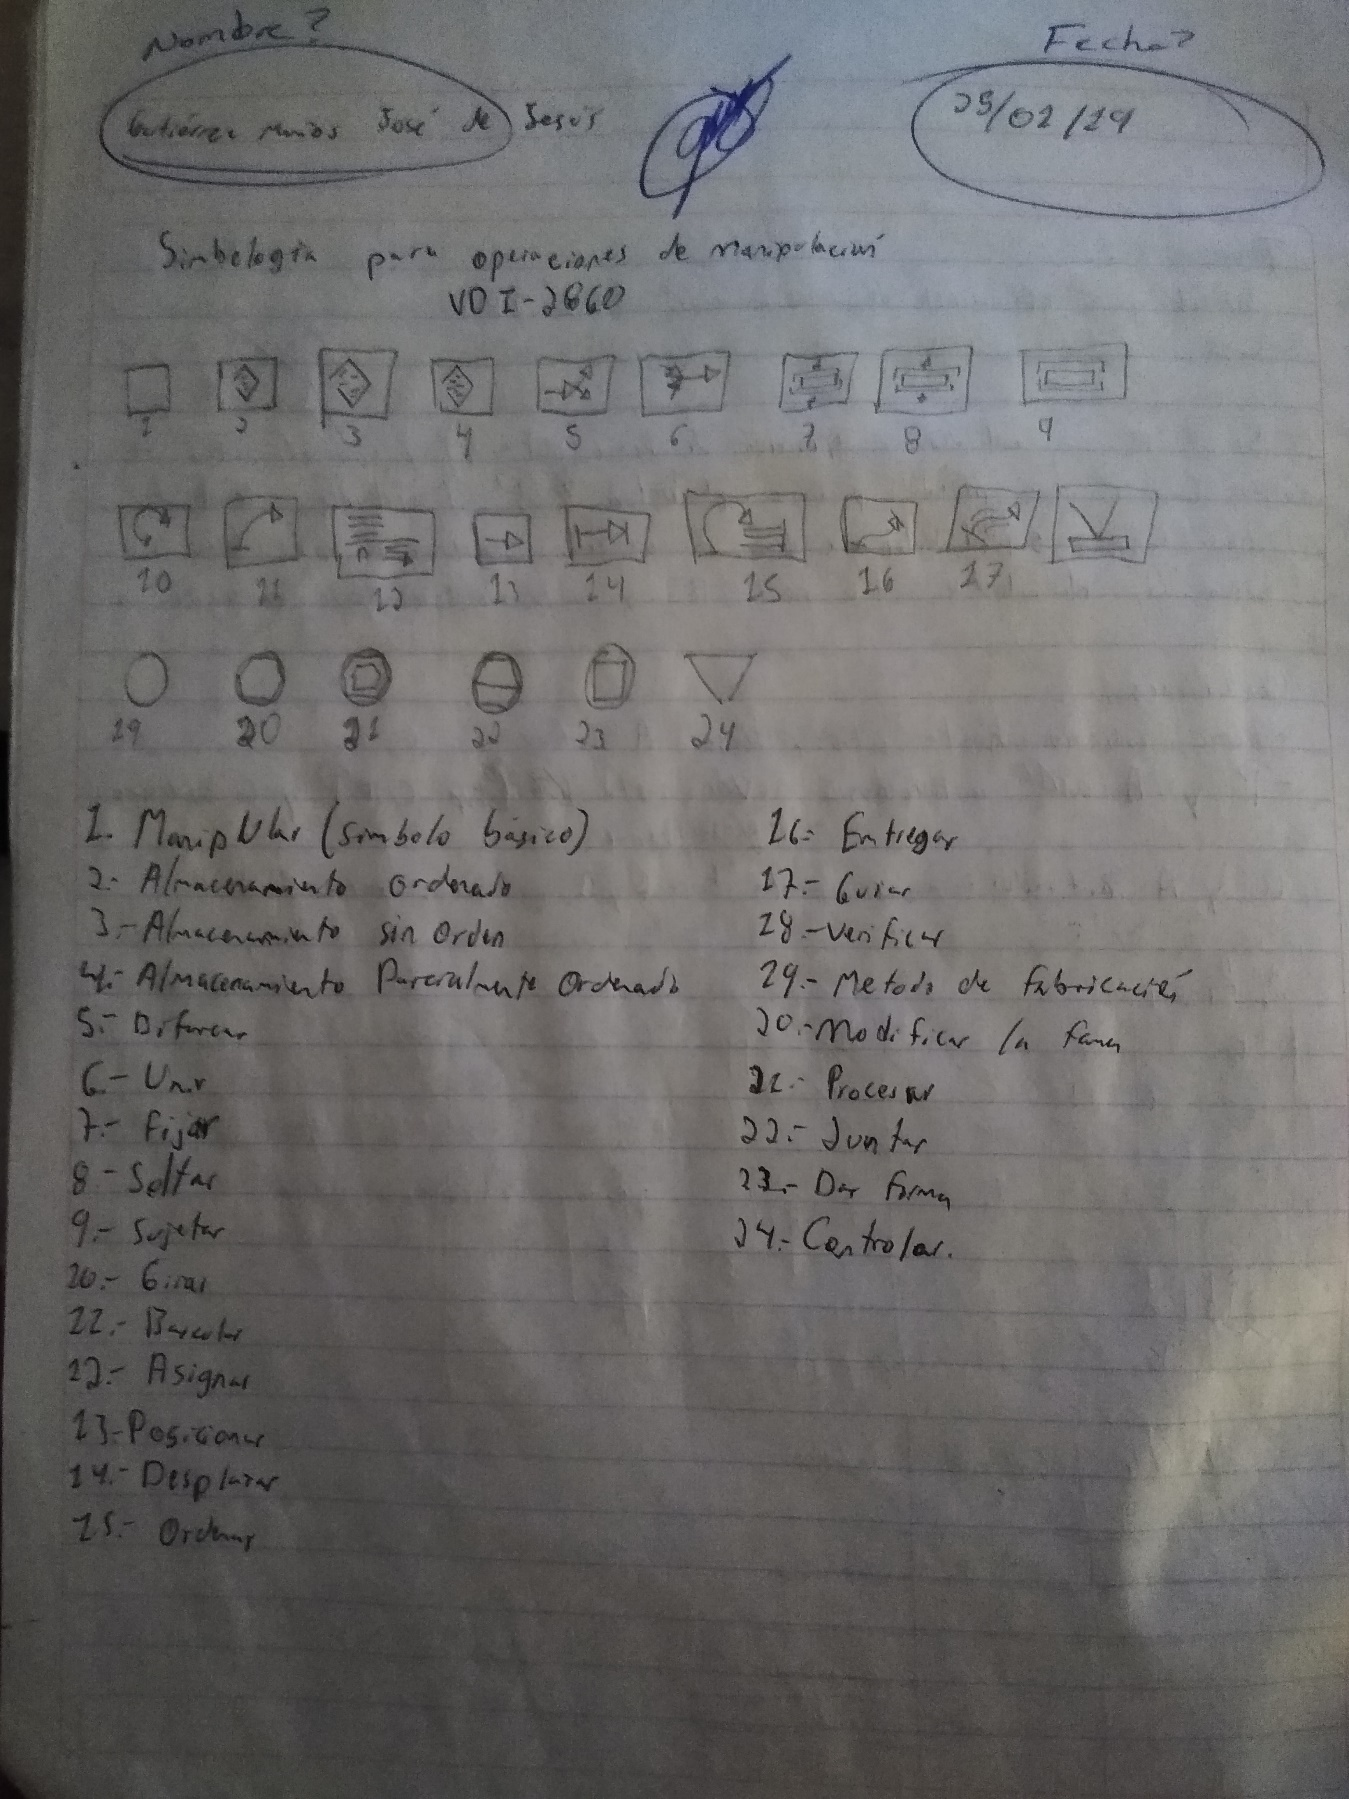 Nombre? Fecha?
Gutiérrez José de Jesús 25/02/19
90
Simbología para operaciones de manipulación
VDI-2860
1 2 3 4 5 6 7 8 9
10 11 12 13 14 15 16 17
19 20 21 22 23 24
1. Manipular (simbolo básico)
2.- Almacenamiento ordenado
3.- Almacenamiento sin Orden
4.- Almacenamiento Parcialmente Ordenado
5.- Bifurcar
6.- Unir
7.- Fijar
8- Soltar
9.- Sujetar
10.- Girar
11.- Bascular
12.- Asignar
13.- Posicionar
14.- Desplazar
15.- Ordenar
16.- Entregar
17.- Guiar
18.- Verificar
19.- Metodo de fabricación
20.- Modificar la forma
21.- Procesar
22.- Juntar
23.- Dar forma
24.- Controlar.